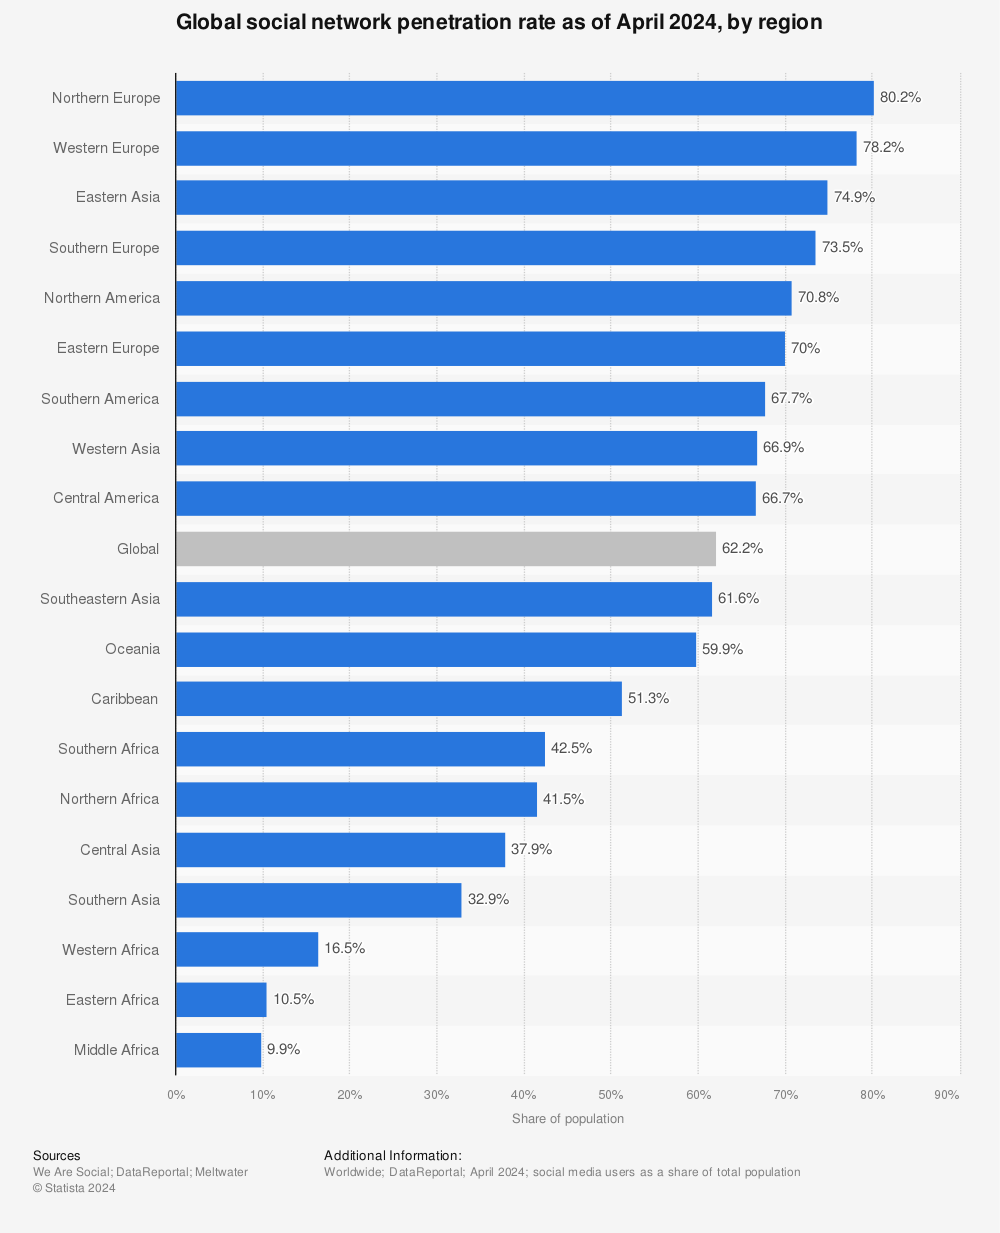 Global social network penetration rate as of April 2024, by region
Northern Europe 80.2%
Western Europe 78.2%
Eastern Asia 74.9%
Southern Europe 73.5%
Northern America 70.8%
Eastern Europe 70%
Southern America 67.7%
Western Asia 66.9%
Central America 66.7%
Global 62.2%
Southeastern Asia 61.6%
Oceania 59.9%
Caribbean 51.3%
Southern Africa 42.5%
Northern Africa 41.5%
Central Asia 37.9%
Southern Asia 32.9%
Western Africa 16.5%
Eastern Africa 10.5%
Middle Africa 9.9%
0% 10% 20% 30% 40% 50% 60% 70% 80% 90%
Share of population
Sources
We Are Social; DataReportal; Meltwater
© Statista 2024
Additional Information:
Worldwide; DataReportal; April 2024; social media users as a share of total population